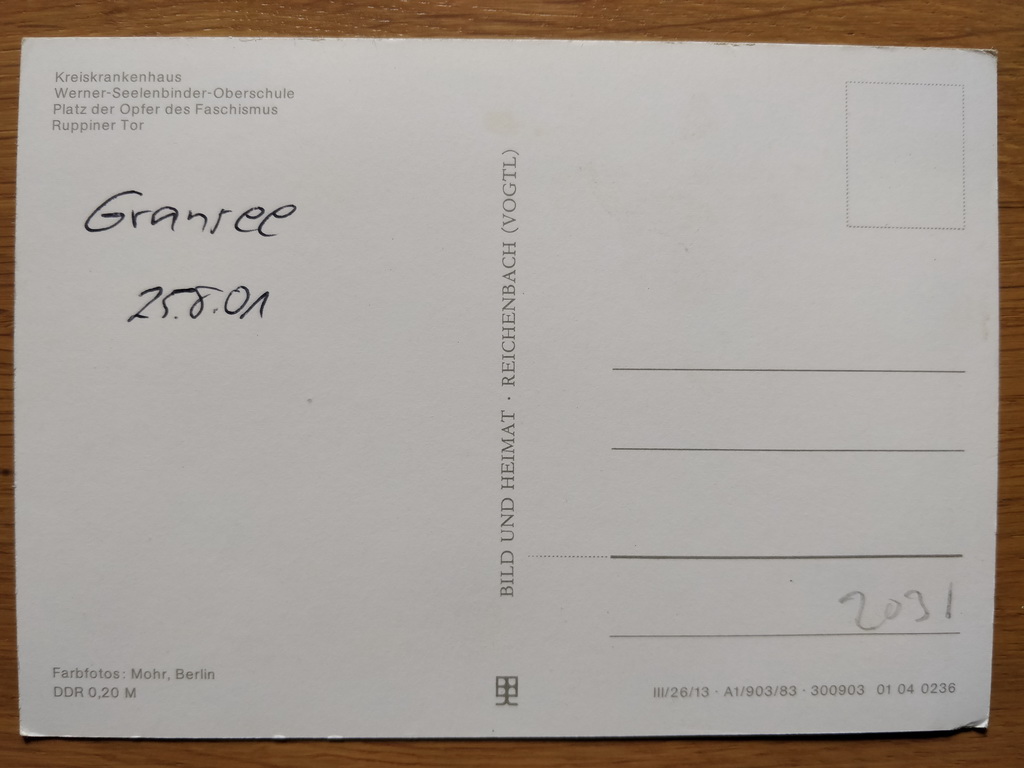 Kreiskrankenhaus
Werner-Seelenbinder-Oberschule
Platz der Opfer des Faschismus
Ruppiner Tor
Gransee
25.8.01
BILD UND HEIMAT · REICHENBACH (VOGTL)
2031
Farbfotos: Mohr, Berlin
DDR 0,20 M
III/26/13 · A1/903/83 · 300903 01 04 0236